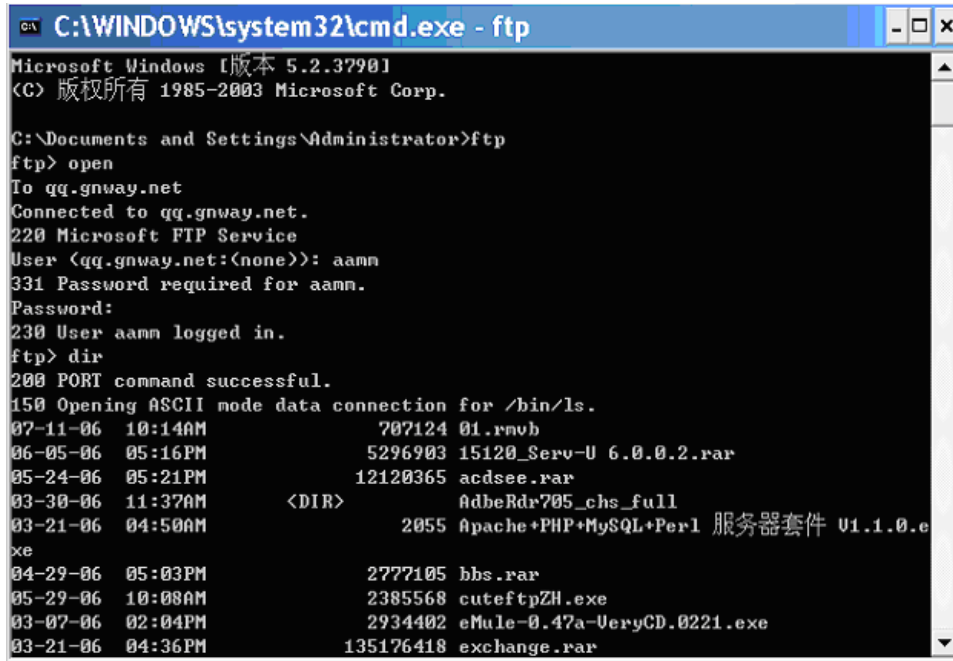 C:\WINDOWS\system32\cmd.exe - ftp
Microsoft Windows [版本 5.2.3790]
(C) 版权所有 1985-2003 Microsoft Corp.
C:\Documents and Settings\Administrator>ftp
ftp> open
To qq.gnway.net
Connected to qq.gnway.net.
220 Microsoft FTP Service
User (qq.gnway.net:(none)): aamm
331 Password required for aamm.
Password:
230 User aamm logged in.
ftp> dir
200 PORT command successful.
150 Opening ASCII mode data connection for /bin/ls.
07-11-06 10:14AM 707124 01.rmvb
06-05-06 05:16PM 5296903 15120_Serv-U 6.0.0.2.rar
05-24-06 05:21PM 12120365 acdsee.rar
03-30-06 11:37AM <DIR> AdbeRdr705_chs_full
03-21-06 04:50AM 2055 Apache+PHP+MySQL+Perl 服务器套件 V1.1.0.e
xe
04-29-06 05:03PM 2777105 bbs.rar
05-29-06 10:08AM 2385568 cuteftpZH.exe
03-07-06 02:04PM 2934402 eMule-0.47a-VeryCD.0221.exe
03-21-06 04:36PM 135176418 exchange.rar